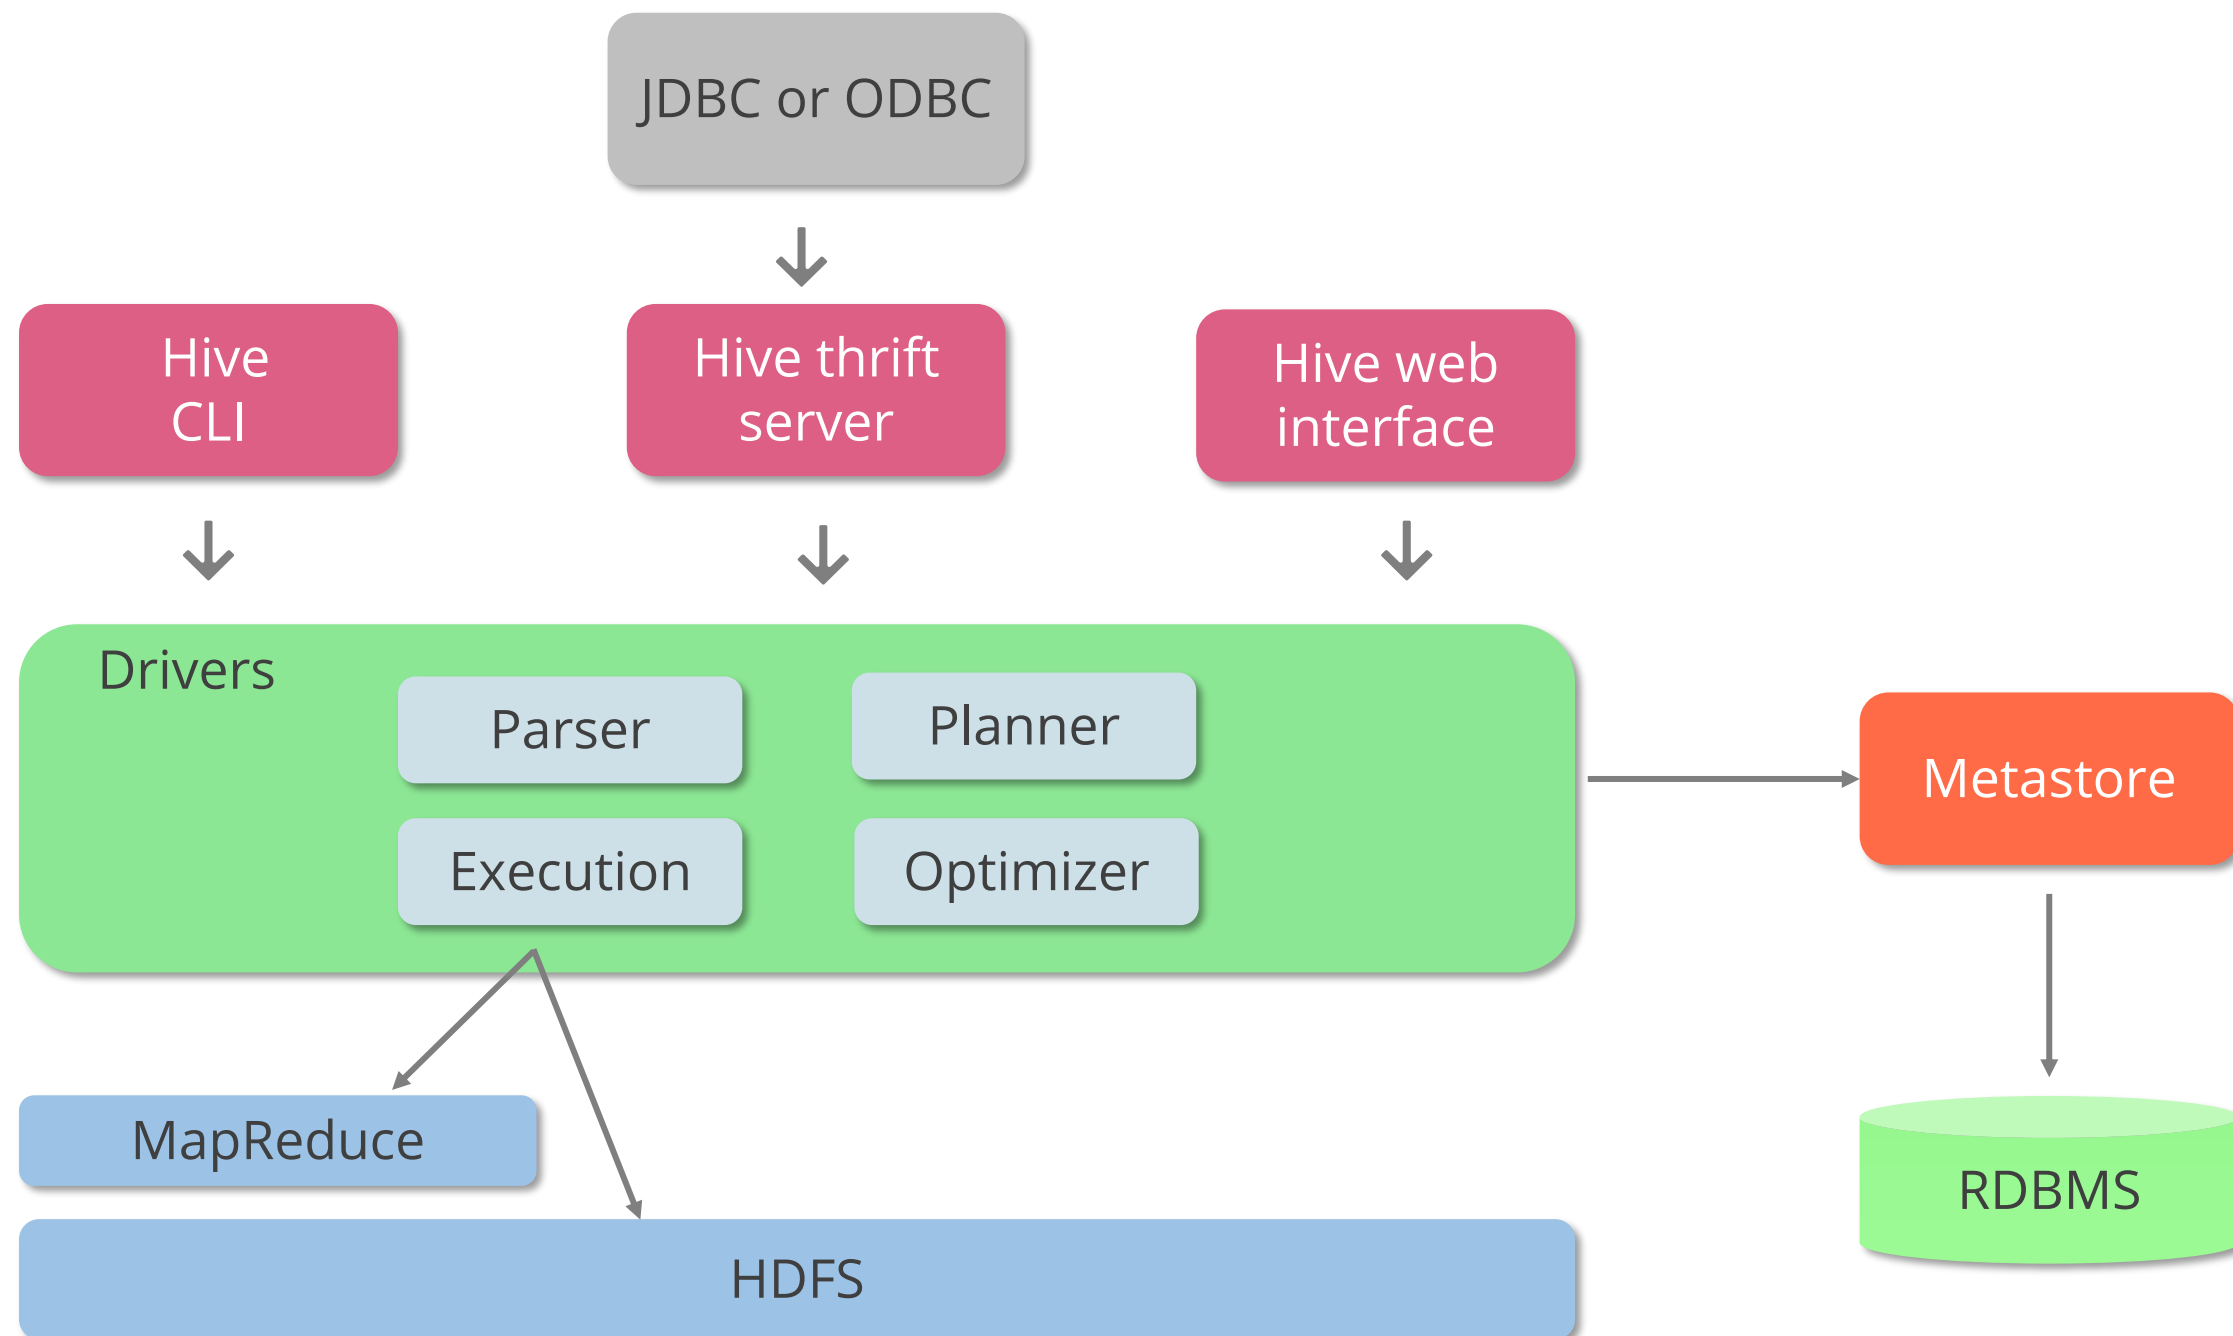 JDBC or ODBC
Hive
CLI
Hive thrift
server
Hive web
interface
Drivers
Parser
Planner
Execution
Optimizer
Metastore
MapReduce
RDBMS
HDFS